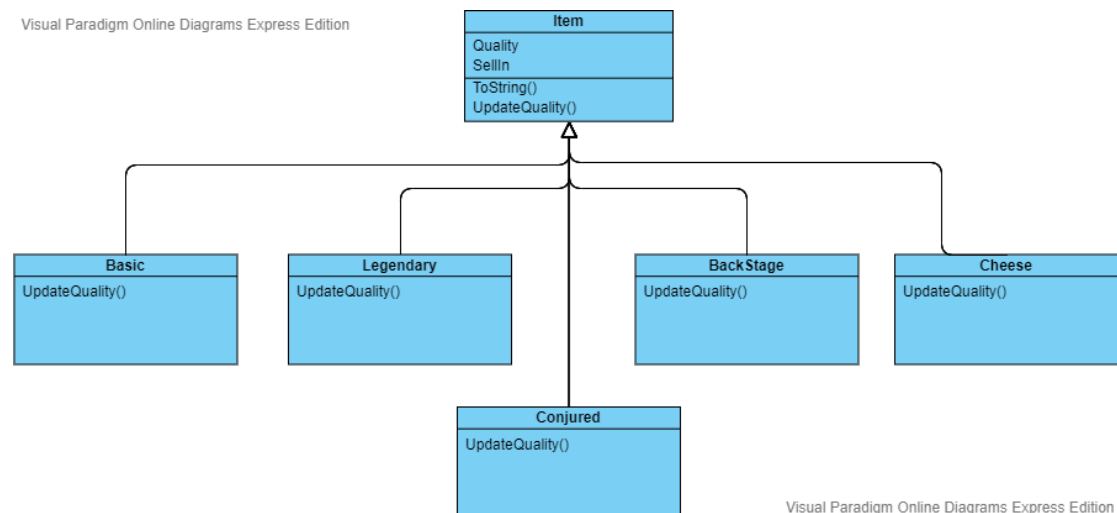 Visual Paradigm Online Diagrams Express Edition
Item
Quality
SellIn
ToString()
UpdateQuality()
Basic
UpdateQuality()
Legendary
UpdateQuality()
BackStage
UpdateQuality()
Cheese
UpdateQuality()
Conjured
UpdateQuality()
Visual Paradigm Online Diagrams Express Edition